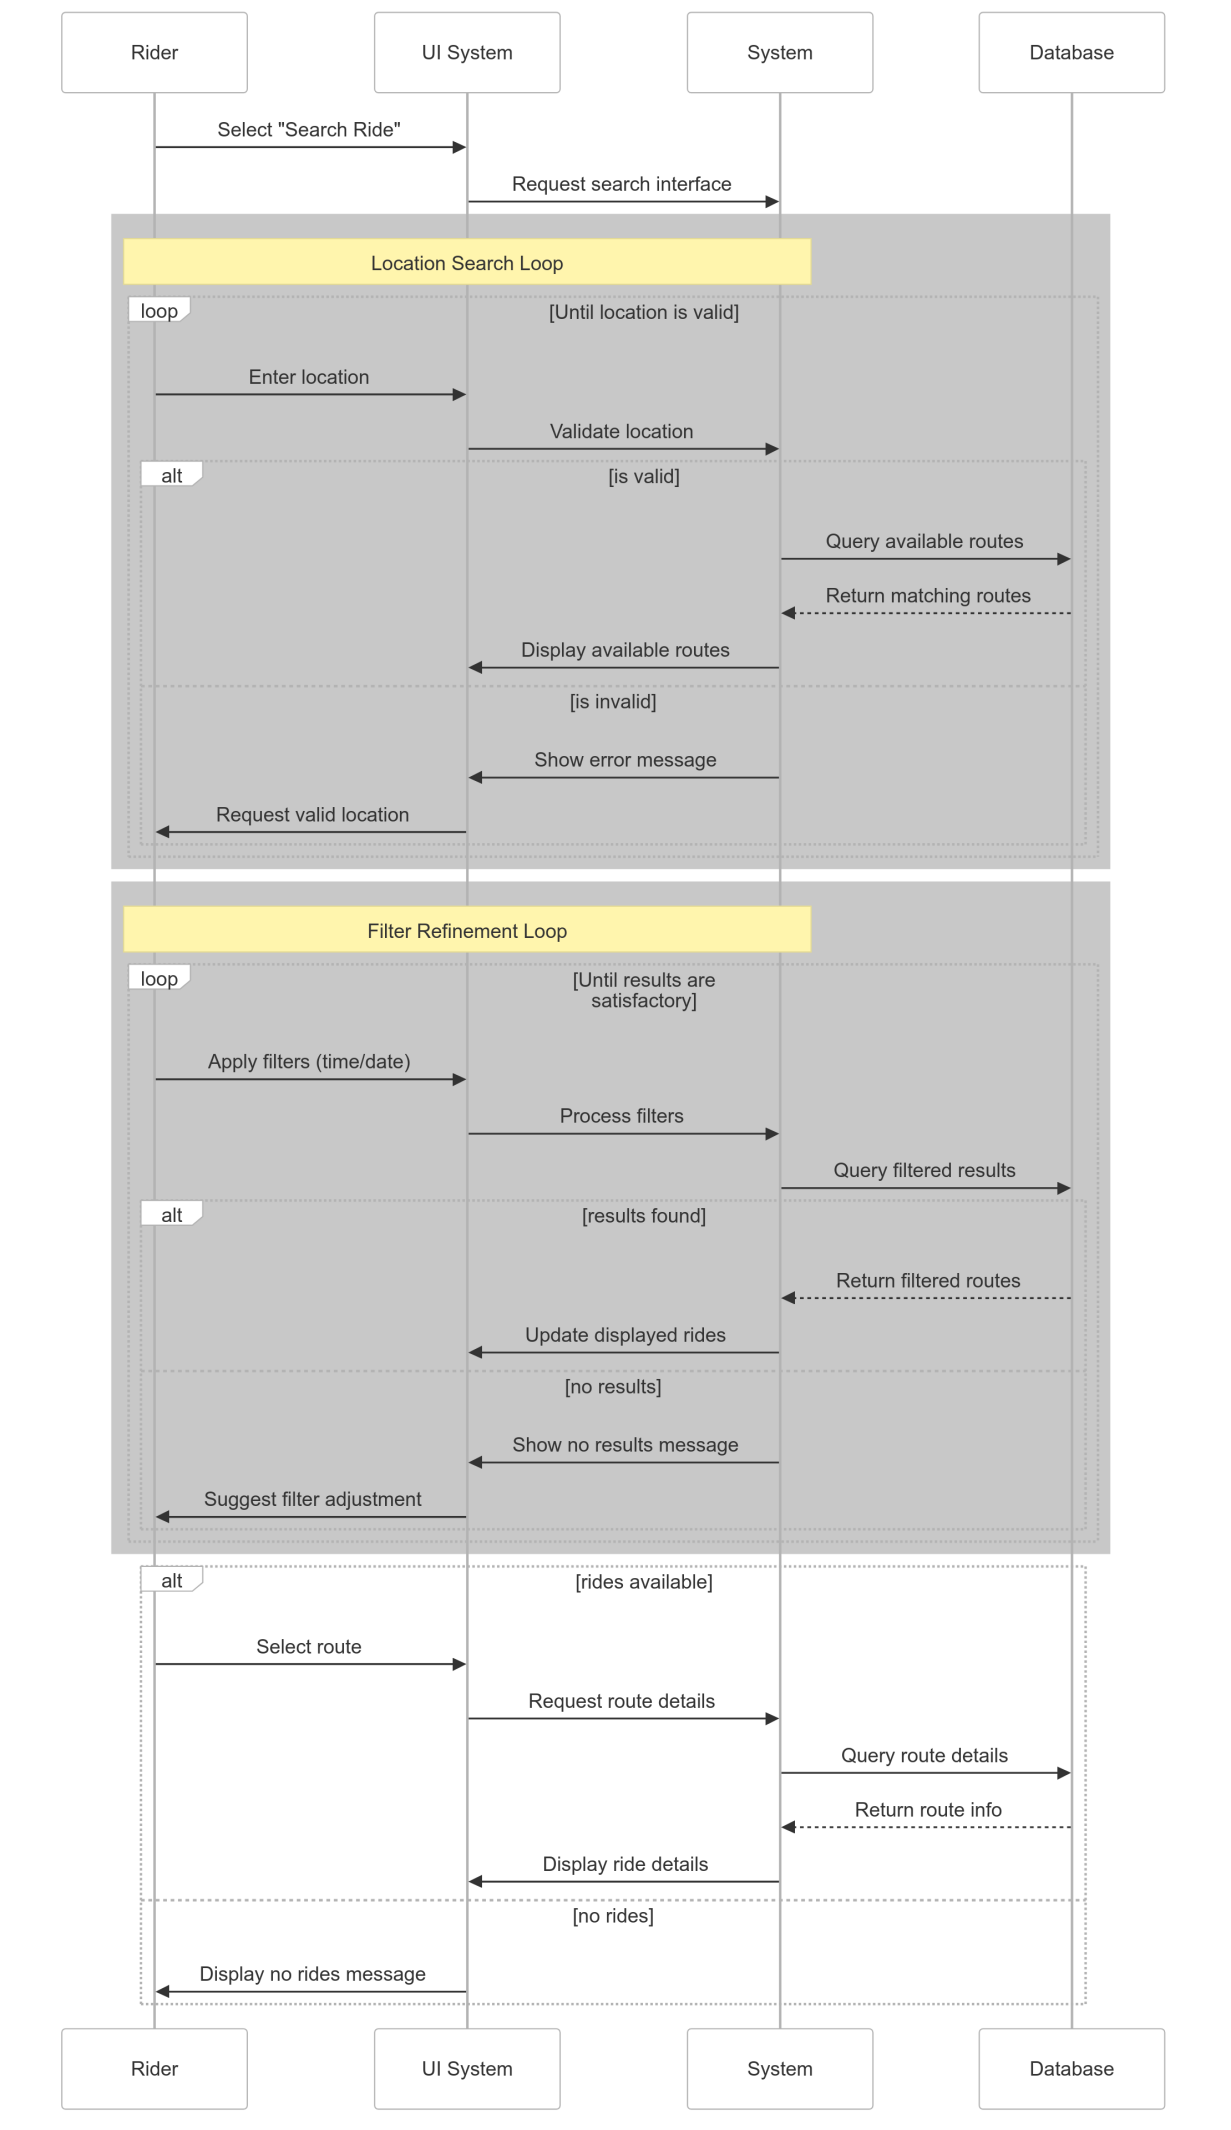 Rider
UI System
System
Database
Select "Search Ride"
Request search interface
Location Search Loop
loop
[Until location is valid]
Enter location
Validate location
alt
[is valid]
Query available routes
Return matching routes
Display available routes
[is invalid]
Show error message
Request valid location
Filter Refinement Loop
loop
[Until results are
satisfactory]
Apply filters (time/date)
Process filters
Query filtered results
alt
[results found]
Return filtered routes
Update displayed rides
[no results]
Show no results message
Suggest filter adjustment
alt
[rides available]
Select route
Request route details
Query route details
Return route info
Display ride details
[no rides]
Display no rides message
Rider
UI System
System
Database